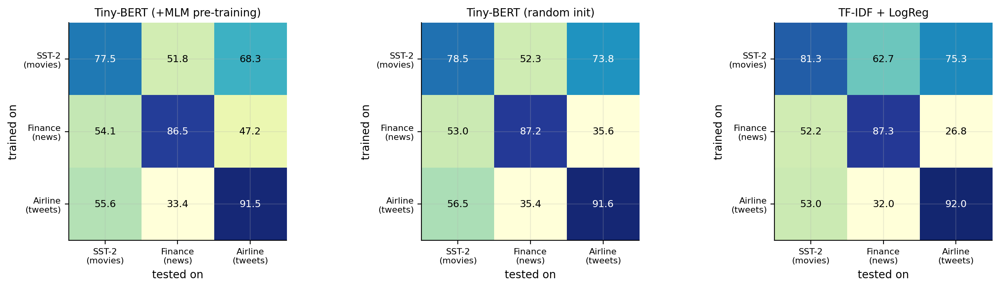 Tiny-BERT (+MLM pre-training)
trained on
SST-2
(movies)
77.5 51.8 68.3
Finance
(news)
54.1 86.5 47.2
Airline
(tweets)
55.6 33.4 91.5
SST-2
(movies)
Finance
(news)
Airline
(tweets)
tested on
Tiny-BERT (random init)
trained on
SST-2
(movies)
78.5 52.3 73.8
Finance
(news)
53.0 87.2 35.6
Airline
(tweets)
56.5 35.4 91.6
SST-2
(movies)
Finance
(news)
Airline
(tweets)
tested on
TF-IDF + LogReg
trained on
SST-2
(movies)
81.3 62.7 75.3
Finance
(news)
52.2 87.3 26.8
Airline
(tweets)
53.0 32.0 92.0
SST-2
(movies)
Finance
(news)
Airline
(tweets)
tested on